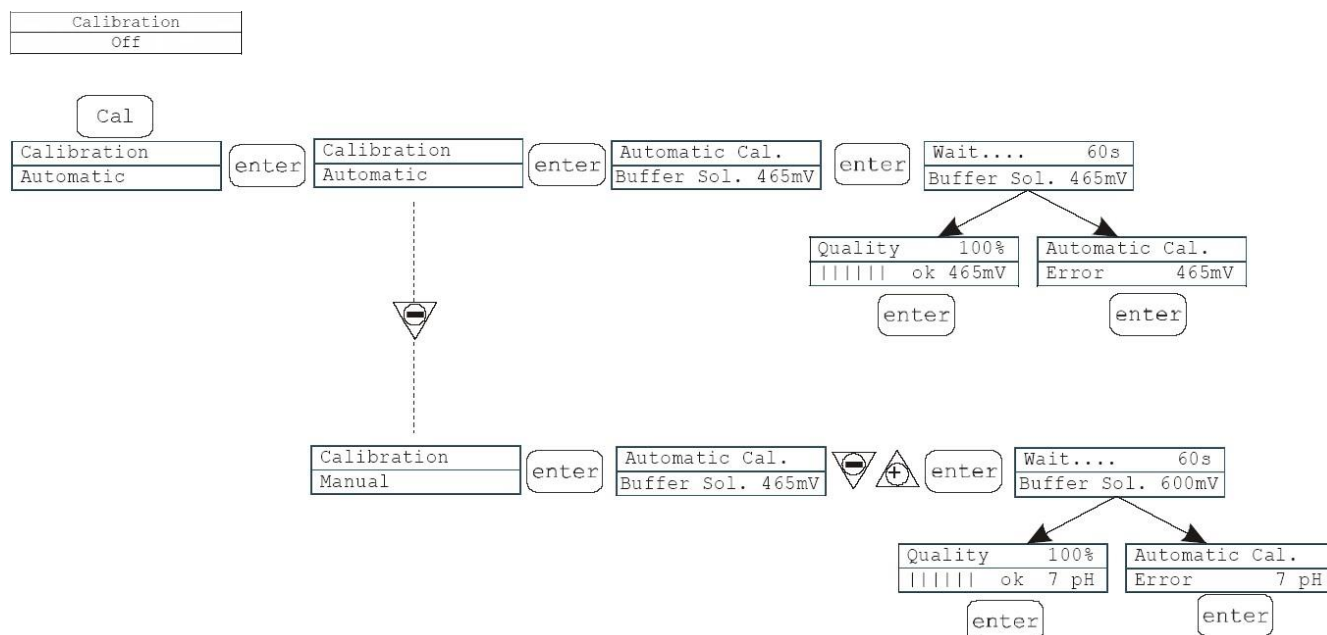 Calibration
Off
Cal
Calibration
Automatic
enter
Calibration
Automatic
enter
Automatic Cal.
Buffer Sol. 465mV
enter
Wait.... 60s
Buffer Sol. 465mV
Quality 100%
|||||| ok 465mV
enter
Automatic Cal.
Error 465mV
enter
Calibration
Manual
enter
Automatic Cal.
Buffer Sol. 465mV
enter
Wait.... 60s
Buffer Sol. 600mV
Quality 100%
|||||| ok 7 pH
enter
Automatic Cal.
Error 7 pH
enter